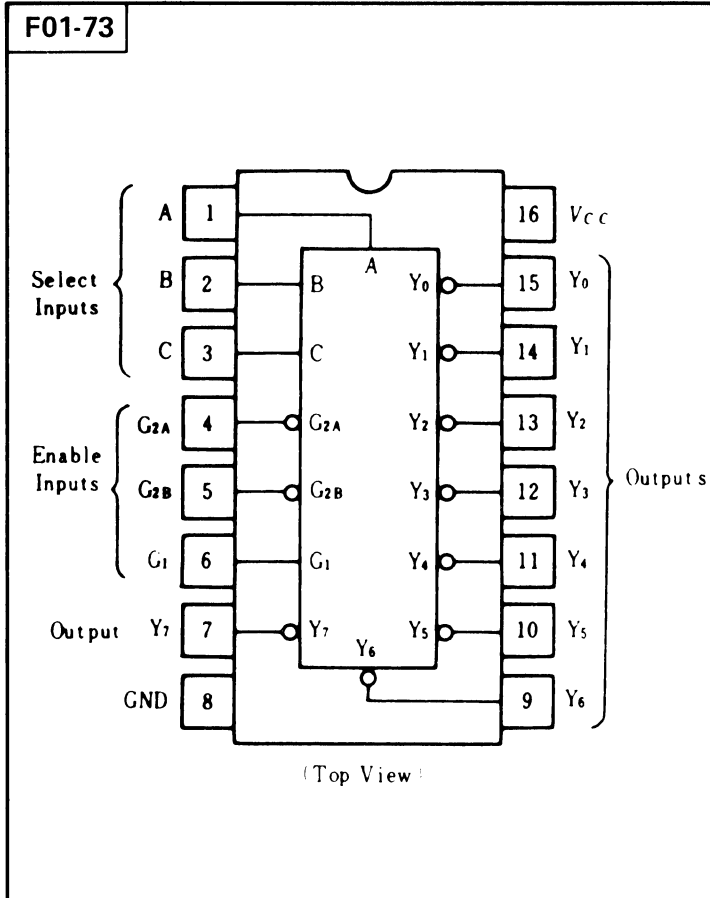 F01-73
A 1 16 Vcc
A
Select Inputs B 2 B Y0 15 Y0
C 3 C Y1 14 Y1
G2A 4 G2A Y2 13 Y2
Enable Inputs G2B 5 G2B Y3 12 Y3 Outputs
G1 6 G1 Y4 11 Y4
Output Y7 7 Y7 Y5 10 Y5
Y6
GND 8 9 Y6
(Top View)